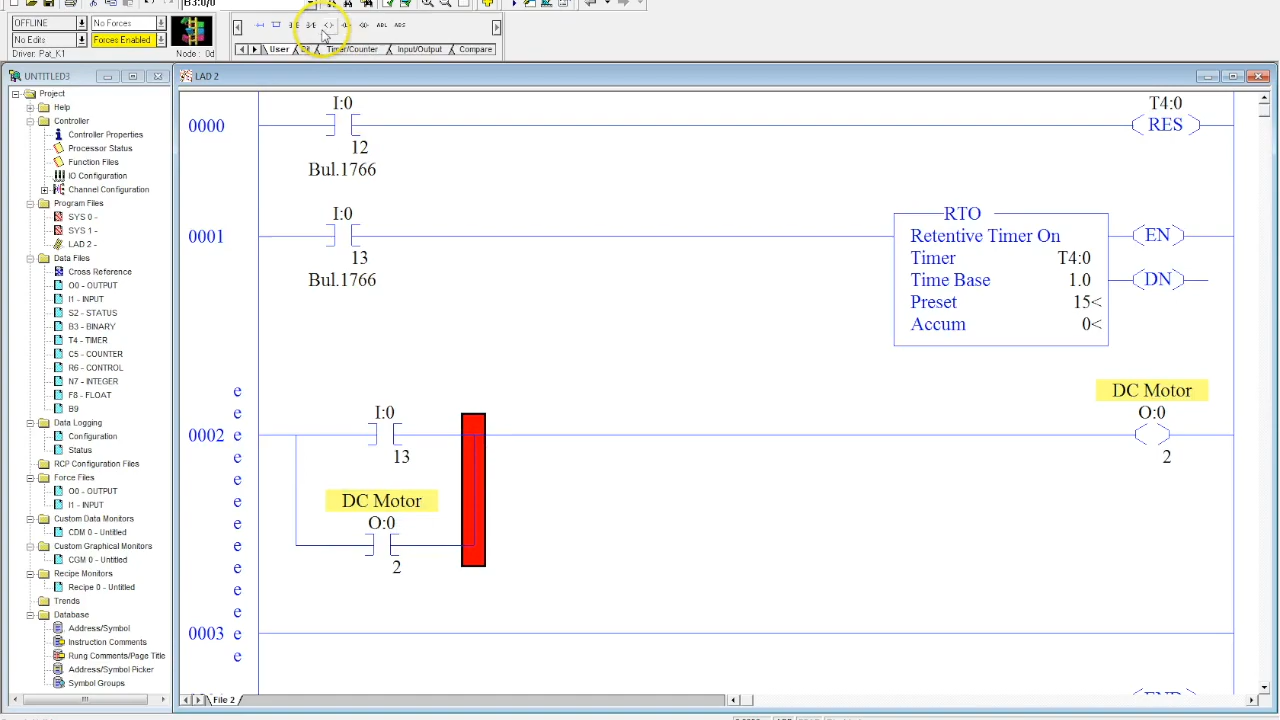 B3:0/0
OFFLINE No Forces
No Edits Forces Enabled
Driver: Pat_K1 Node : 0d
User Bit Timer/Counter Input/Output Compare
UNTITLED3
Project
Help
Controller
Controller Properties
Processor Status
Function Files
IO Configuration
Channel Configuration
Program Files
SYS 0 -
SYS 1 -
LAD 2 -
Data Files
Cross Reference
O0 - OUTPUT
I1 - INPUT
S2 - STATUS
B3 - BINARY
T4 - TIMER
C5 - COUNTER
R6 - CONTROL
N7 - INTEGER
F8 - FLOAT
B9
Data Logging
Configuration
Status
RCP Configuration Files
Force Files
O0 - OUTPUT
I1 - INPUT
Custom Data Monitors
CDM 0 - Untitled
Custom Graphical Monitors
CGM 0 - Untitled
Recipe Monitors
Recipe 0 - Untitled
Trends
Database
Address/Symbol
Instruction Comments
Rung Comments/Page Title
Address/Symbol Picker
Symbol Groups
LAD 2
I:0 T4:0
0000 RES
12
Bul.1766
I:0 RTO
0001 Retentive Timer On EN
13 Timer T4:0
Bul.1766 Time Base 1.0 DN
Preset 15<
Accum 0<
e DC Motor
e I:0 O:0
0002 e
e 13 2
e
e DC Motor
e O:0
e
e 2
e
e
0003 e
e
END
File 2